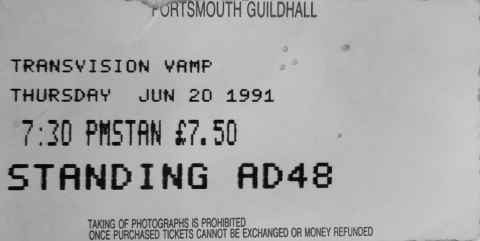 PORTSMOUTH GUILDHALL
TRANSVISION VAMP
THURSDAY JUN 20 1991
7:30 PMSTAN £7.50
STANDING AD48
TAKING OF PHOTOGRAPHS IS PROHIBITED
ONCE PURCHASED TICKETS CANNOT BE EXCHANGED OR MONEY REFUNDED